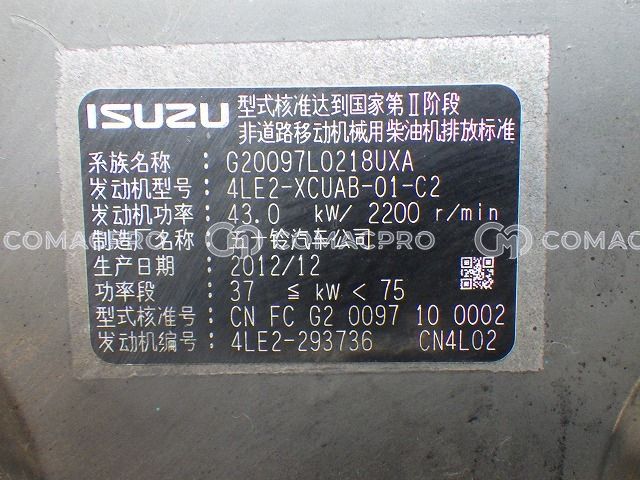 ISUZU 型式核准达到国家第Ⅱ阶段
非道路移动机械用柴油机排放标准
系族名称 : G20097L0218UXA
发动机型号: 4LE2-XCUAB-01-C2
发动机功率: 43.0 kW/ 2200 r/min
制造厂名称: 五十铃汽车公司
生产日期 : 2012/12
功率段 : 37 ≦ kW < 75
型式核准号: CN FC G2 0097 10 0002
发动机编号: 4LE2-293736 CN4L02
COMACPRO COMACPRO COMACPRO